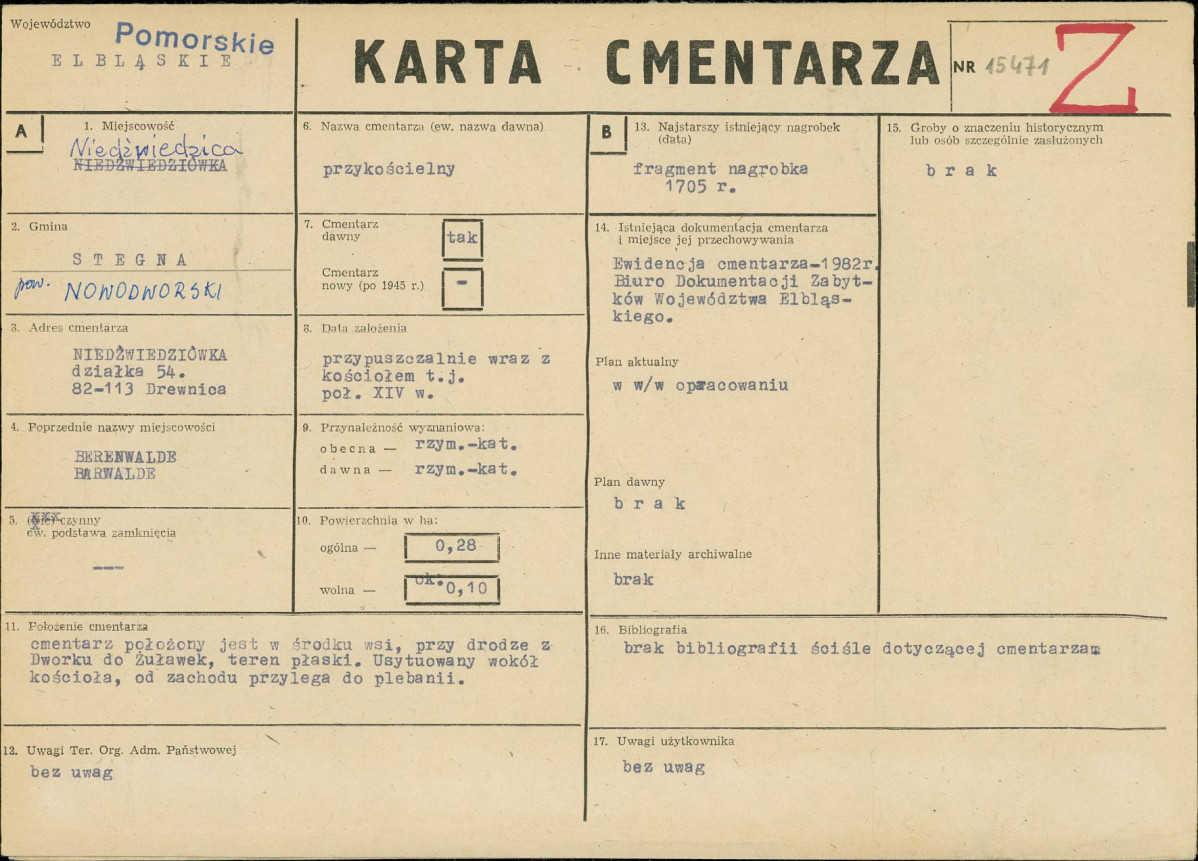 Województwo
Pomorskie
ELBLĄSKIE
KARTA CMENTARZA
NR 15471
Z
A
1. Miejscowość
Niedźwiedzica
NIEDŹWIEDZIÓWKA
2. Gmina
STEGNA
pow. NOWODWORSKI
3. Adres cmentarza
NIEDŹWIEDZIÓWKA
działka 54.
82-113 Drewnica
4. Poprzednie nazwy miejscowości
BERENWALDE
BARWALDE
5. (nie) czynny
ew. podstawa zamknięcia
---
6. Nazwa cmentarza (ew. nazwa dawna)
przykościelny
7. Cmentarz
dawny
tak
Cmentarz
nowy (po 1945 r.)
-
8. Data założenia
przypuszczalnie wraz z
kościołem t.j.
poł. XIV w.
9. Przynależność wyznaniowa:
obecna — rzym.-kat.
dawna — rzym.-kat.
10. Powierzchnia w ha:
ogólna — 0,28
wolna — ok. 0,10
11. Położenie cmentarza
cmentarz położony jest w środku wsi, przy drodze z
Dworku do Żuławek, teren płaski. Usytuowany wokół
kościoła, od zachodu przylega do plebanii.
12. Uwagi Ter. Org. Adm. Państwowej
bez uwag
B
13. Najstarszy istniejący nagrobek
(data)
fragment nagrobka
1705 r.
14. Istniejąca dokumentacja cmentarza
i miejsce jej przechowywania
Ewidencja cmentarza-1982r.
Biuro Dokumentacji Zabyt-
ków Województwa Elbląs-
kiego.
Plan aktualny
w w/w opracowaniu
Plan dawny
brak
Inne materiały archiwalne
brak
15. Groby o znaczeniu historycznym
lub osób szczególnie zasłużonych
brak
16. Bibliografia
brak bibliografii ściśle dotyczącej cmentarza
17. Uwagi użytkownika
bez uwag